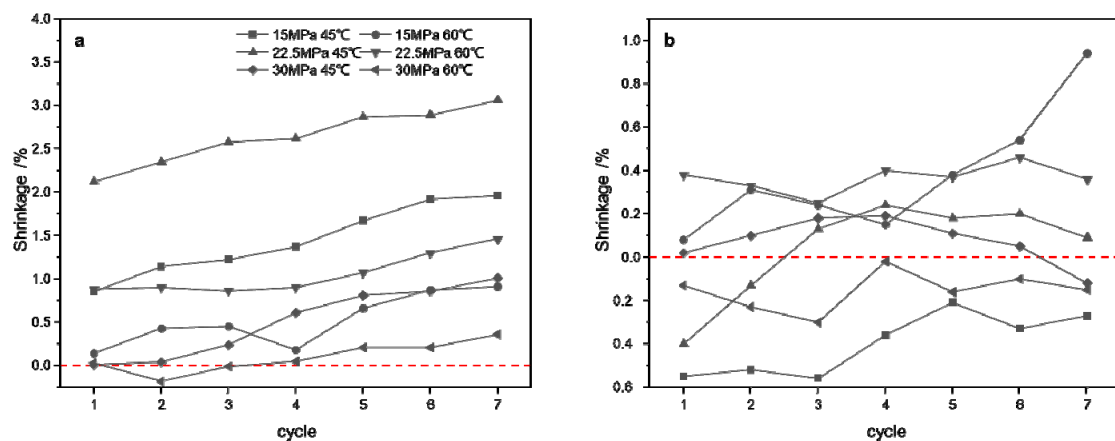 a
15MPa 45℃ 15MPa 60℃
22.5MPa 45℃ 22.5MPa 60℃
30MPa 45℃ 30MPa 60℃
Shrinkage /%
4.0
3.5
3.0
2.5
2.0
1.5
1.0
0.5
0.0
1 2 3 4 5 6 7
cycle
b
Shrinkage /%
1.0
0.8
0.6
0.4
0.2
0.0
0.2
0.4
0.6
1 2 3 4 5 6 7
cycle